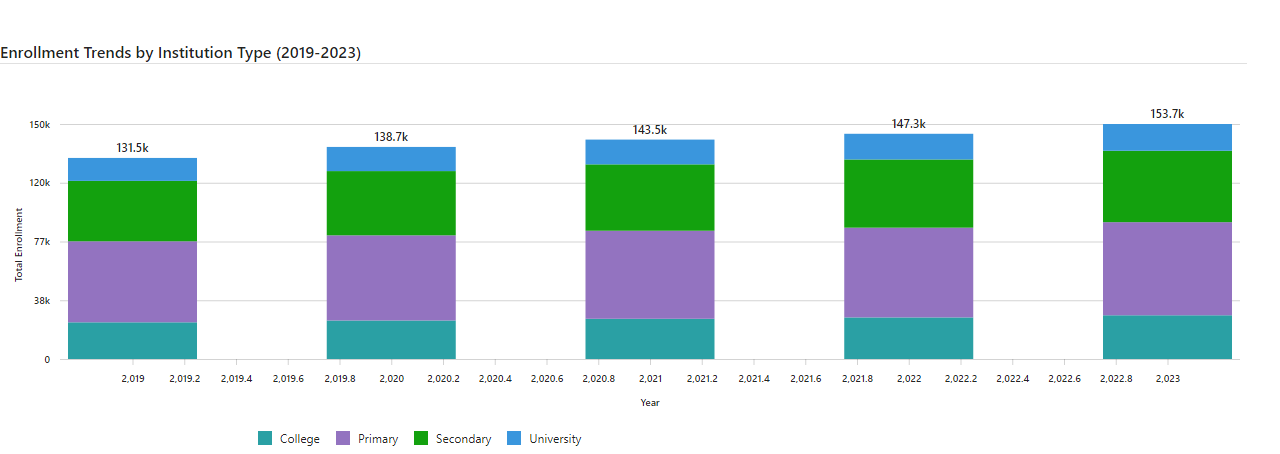 Enrollment Trends by Institution Type (2019-2023)
153.7k
150k
147.3k
143.5k
138.7k
131.5k
120k
77k
38k
0
Total Enrollment
2,019 2,019.2 2,019.4 2,019.6 2,019.8 2,020 2,020.2 2,020.4 2,020.6 2,020.8 2,021 2,021.2 2,021.4 2,021.6 2,021.8 2,022 2,022.2 2,022.4 2,022.6 2,022.8 2,023
Year
College Primary Secondary University